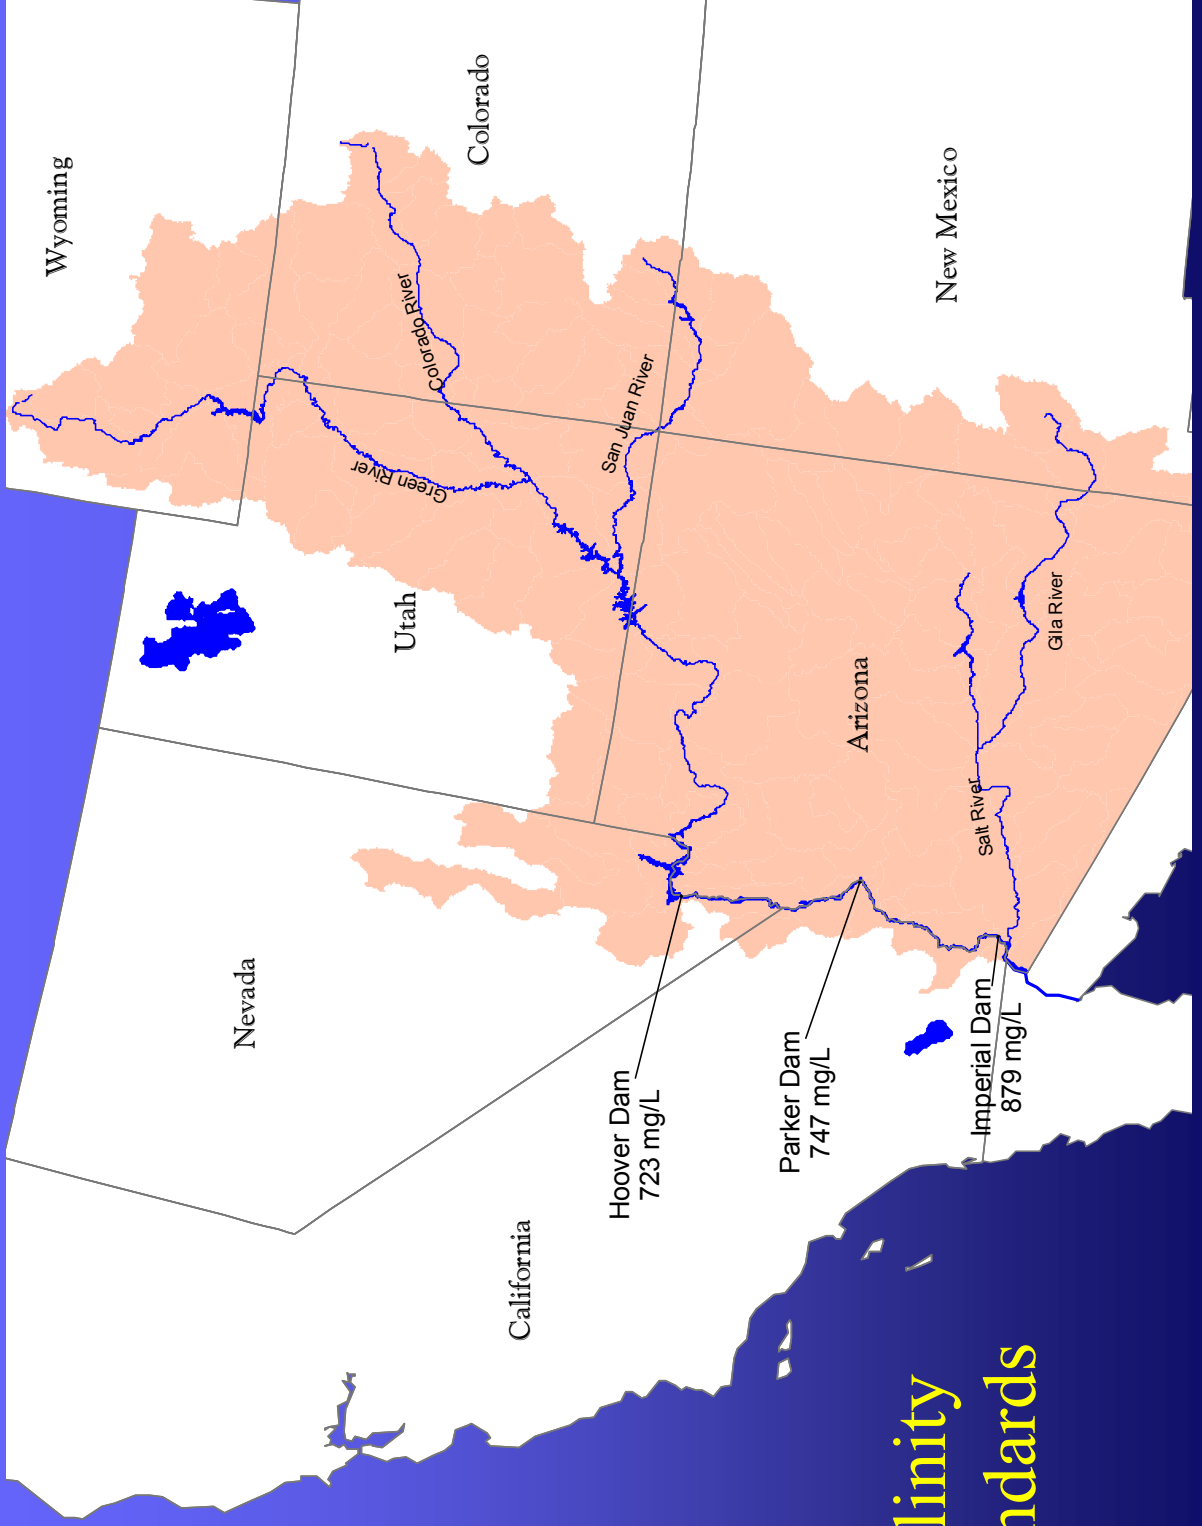 Wyoming
Colorado
Colorado River
Green River
San Juan River
Utah
Nevada
New Mexico
Arizona
Gila River
Salt River
Hoover Dam
723 mg/L
Parker Dam
747 mg/L
Imperial Dam
879 mg/L
California
linity
ndards